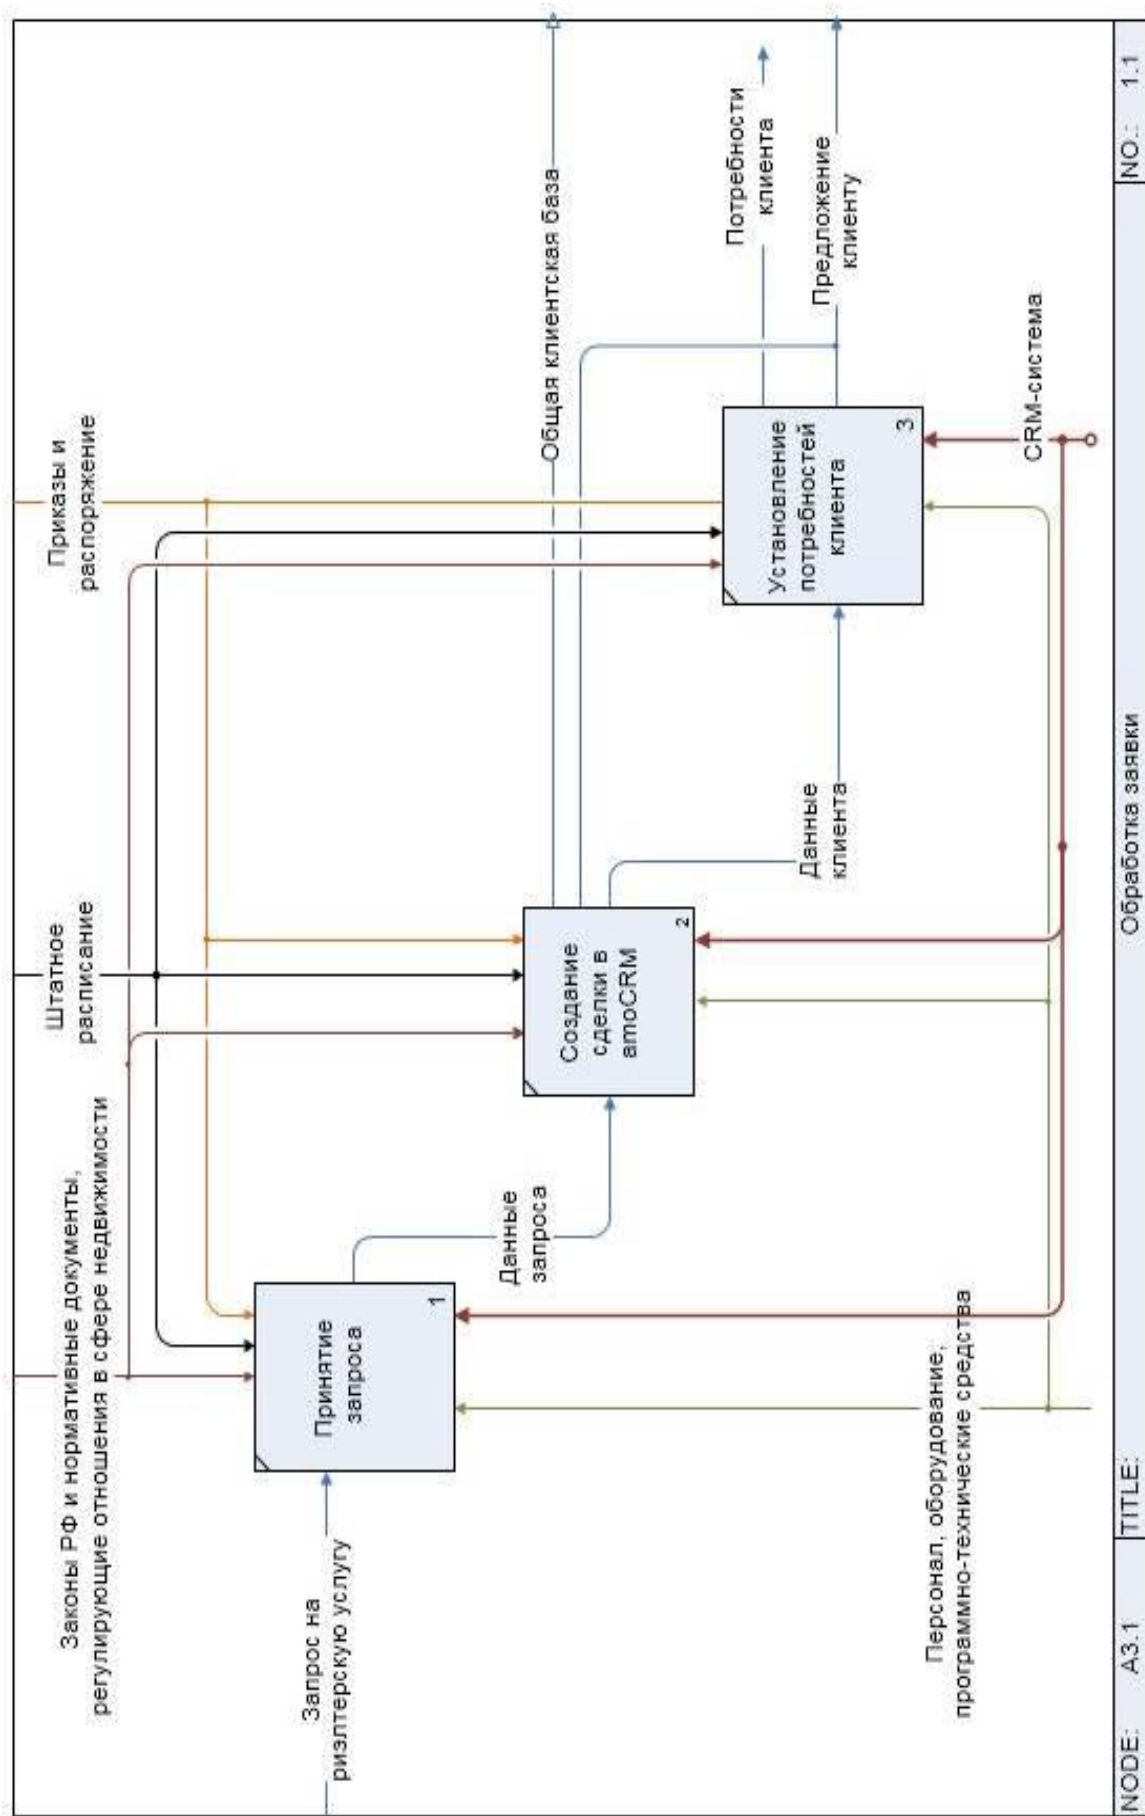 Законы РФ и нормативные документы,
регулирующие отношения в сфере недвижимости
Штатное
расписание
Приказы и
распоряжение
Запрос на
риэлтерскую услугу
Принятие
запроса
1
Данные
запроса
Создание
сделки в
amoCRM
2
Общая клиентская база
Данные
клиента
Установление
потребностей
клиента
3
Потребности
клиента
Предложение
клиенту
Персонал, оборудование,
программно-технические средства
CRM-система
NODE: A3.1
TITLE: Обработка заявки
NO.: 1.1